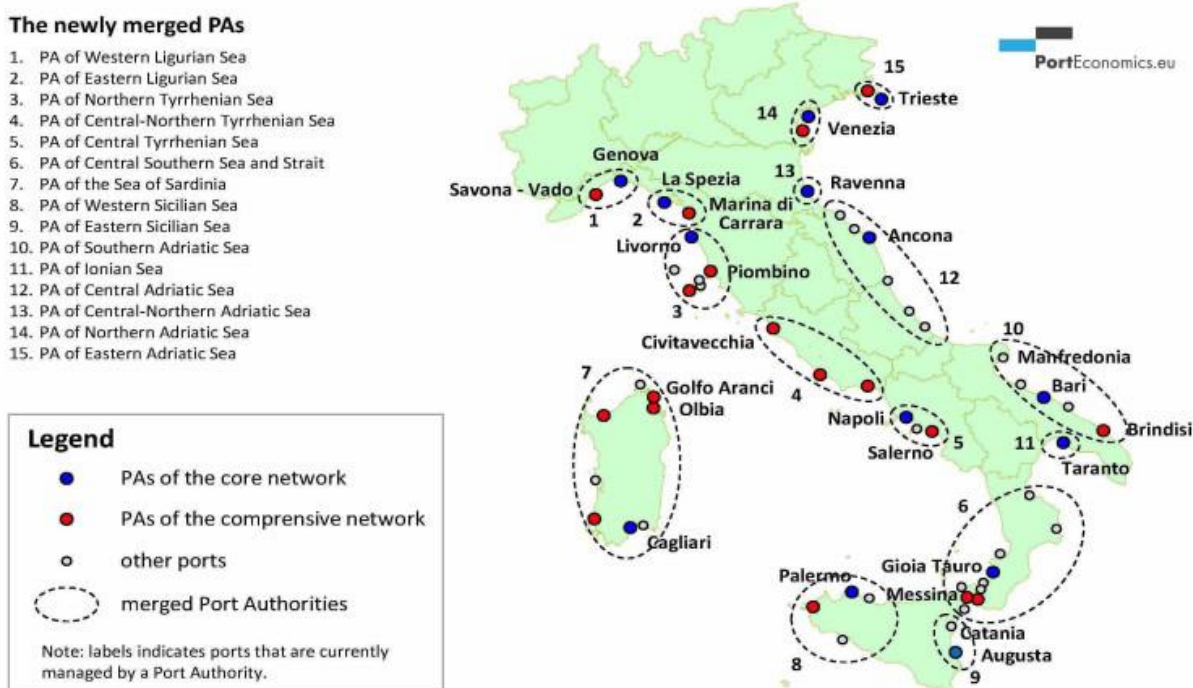 The newly merged PAs
1. PA of Western Ligurian Sea
2. PA of Eastern Ligurian Sea
3. PA of Northern Tyrrhenian Sea
4. PA of Central-Northern Tyrrhenian Sea
5. PA of Central Tyrrhenian Sea
6. PA of Central Southern Sea and Strait
7. PA of the Sea of Sardinia
8. PA of Western Sicilian Sea
9. PA of Eastern Sicilian Sea
10. PA of Southern Adriatic Sea
11. PA of Ionian Sea
12. PA of Central Adriatic Sea
13. PA of Central-Northern Adriatic Sea
14. PA of Northern Adriatic Sea
15. PA of Eastern Adriatic Sea
Legend
PAs of the core network
PAs of the comprensive network
other ports
merged Port Authorities
Note: labels indicates ports that are currently
managed by a Port Authority.
PortEconomics.eu
15
Trieste
14
Venezia
Genova
Savona - Vado
1
La Spezia
2
Marina di
Carrara
13
Ravenna
Livorno
Piombino
3
Ancona
12
Civitavecchia
4
10
Manfredonia
Bari
Brindisi
7
Golfo Aranci
Olbia
Cagliari
Napoli
Salerno
5
11
Taranto
6
Gioia Tauro
Messina
Palermo
8
Catania
Augusta
9